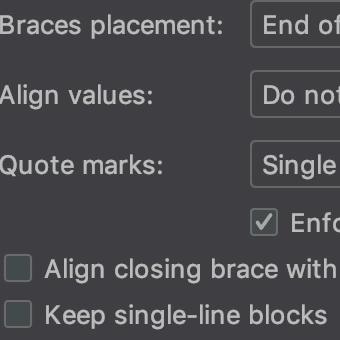 Braces placement: End of
Align values: Do not
Quote marks: Single
Align closing brace with
Keep single-line blocks